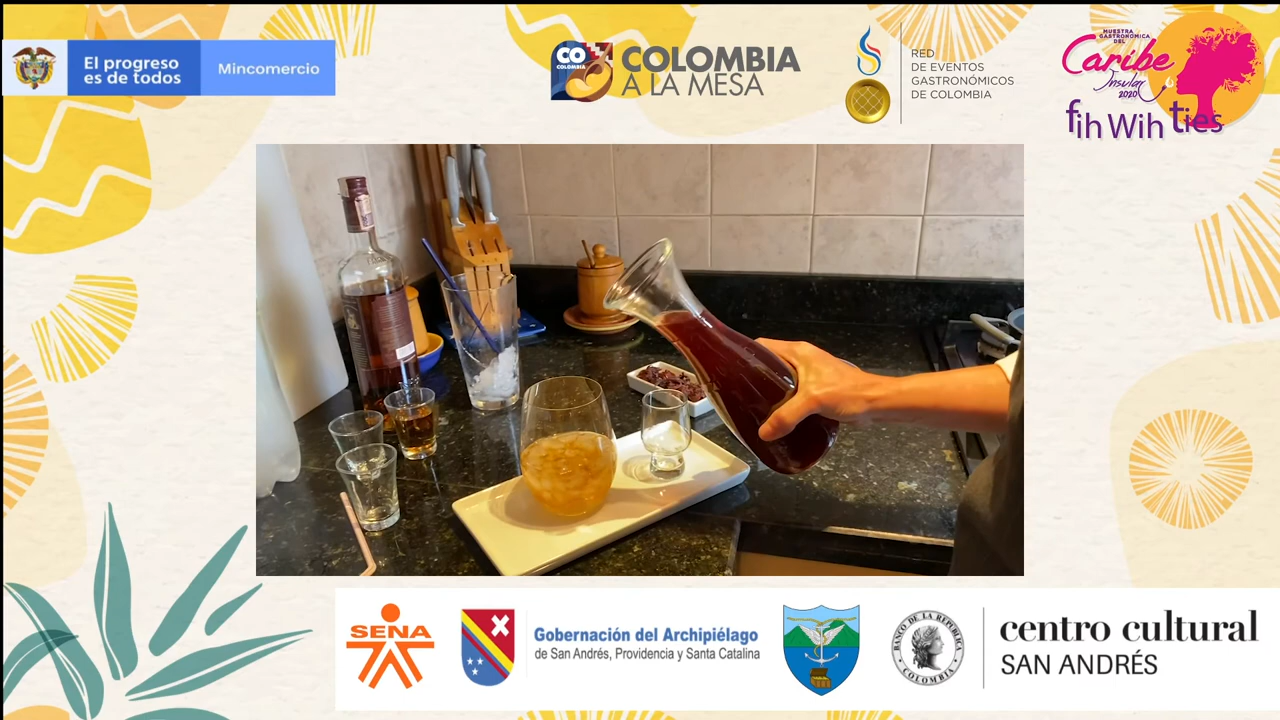 El progreso
es de todos
Mincomercio
CO
COLOMBIA
COLOMBIA
A LA MESA
RED
DE EVENTOS
GASTRONÓMICOS
DE COLOMBIA
MUESTRA
GASTRONÓMICA
DEL
Caribe
Insular
2020
fih Wih ties
SENA
Gobernación del Archipiélago
de San Andrés, Providencia y Santa Catalina
BANCO DE LA REPÚBLICA
COLOMBIA
centro cultural
SAN ANDRÉS